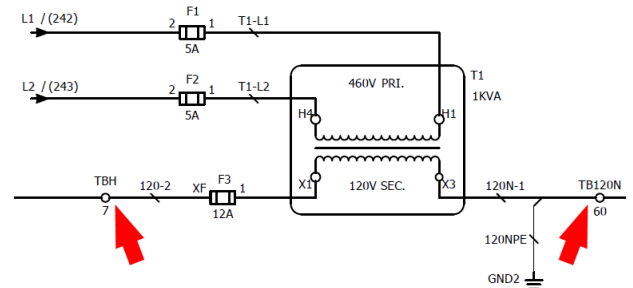 L1 / (242)
2
F1
1
5A
T1-L1
L2 / (243)
2
F2
1
5A
T1-L2
460V PRI.
T1
1KVA
H4
H1
X1
120V SEC.
X3
TBH
7
120-2
XF
F3
1
12A
120N-1
TB120N
60
120NPE
GND2